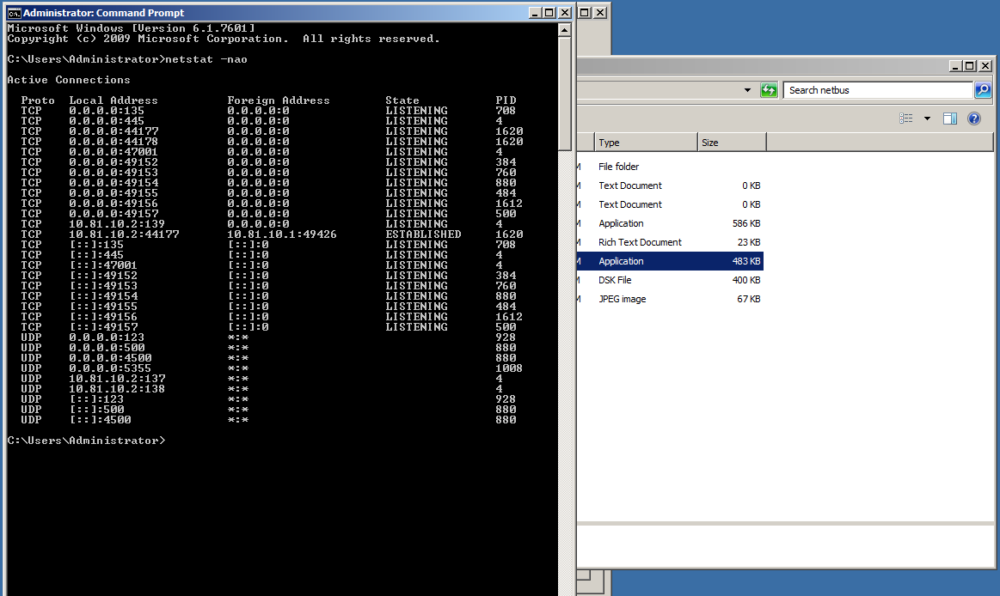 Administrator: Command Prompt
Microsoft Windows [Version 6.1.7601]
Copyright (c) 2009 Microsoft Corporation.  All rights reserved.
C:\Users\Administrator>netstat -nao
Active Connections
Proto  Local Address          Foreign Address        State           PID
TCP    0.0.0.0:135            0.0.0.0:0              LISTENING       708
TCP    0.0.0.0:445            0.0.0.0:0              LISTENING       4
TCP    0.0.0.0:44177          0.0.0.0:0              LISTENING       1620
TCP    0.0.0.0:44178          0.0.0.0:0              LISTENING       1620
TCP    0.0.0.0:47001          0.0.0.0:0              LISTENING       4
TCP    0.0.0.0:49152          0.0.0.0:0              LISTENING       384
TCP    0.0.0.0:49153          0.0.0.0:0              LISTENING       760
TCP    0.0.0.0:49154          0.0.0.0:0              LISTENING       880
TCP    0.0.0.0:49155          0.0.0.0:0              LISTENING       484
TCP    0.0.0.0:49156          0.0.0.0:0              LISTENING       1612
TCP    0.0.0.0:49157          0.0.0.0:0              LISTENING       500
TCP    10.81.10.2:139         0.0.0.0:0              LISTENING       4
TCP    10.81.10.2:44177       10.81.10.1:49426       ESTABLISHED     1620
TCP    [::]:135               [::]:0                 LISTENING       708
TCP    [::]:445               [::]:0                 LISTENING       4
TCP    [::]:47001             [::]:0                 LISTENING       4
TCP    [::]:49152             [::]:0                 LISTENING       384
TCP    [::]:49153             [::]:0                 LISTENING       760
TCP    [::]:49154             [::]:0                 LISTENING       880
TCP    [::]:49155             [::]:0                 LISTENING       484
TCP    [::]:49156             [::]:0                 LISTENING       1612
TCP    [::]:49157             [::]:0                 LISTENING       500
UDP    0.0.0.0:123            *:*                                    928
UDP    0.0.0.0:500            *:*                                    880
UDP    0.0.0.0:4500           *:*                                    880
UDP    0.0.0.0:5355           *:*                                    1008
UDP    10.81.10.2:137         *:*                                    4
UDP    10.81.10.2:138         *:*                                    4
UDP    [::]:123               *:*                                    928
UDP    [::]:500               *:*                                    880
UDP    [::]:4500              *:*                                    880
C:\Users\Administrator>
Search netbus
Type Size
File folder
Text Document 0 KB
Text Document 0 KB
Application 586 KB
Rich Text Document 23 KB
Application 483 KB
DSK File 400 KB
JPEG image 67 KB